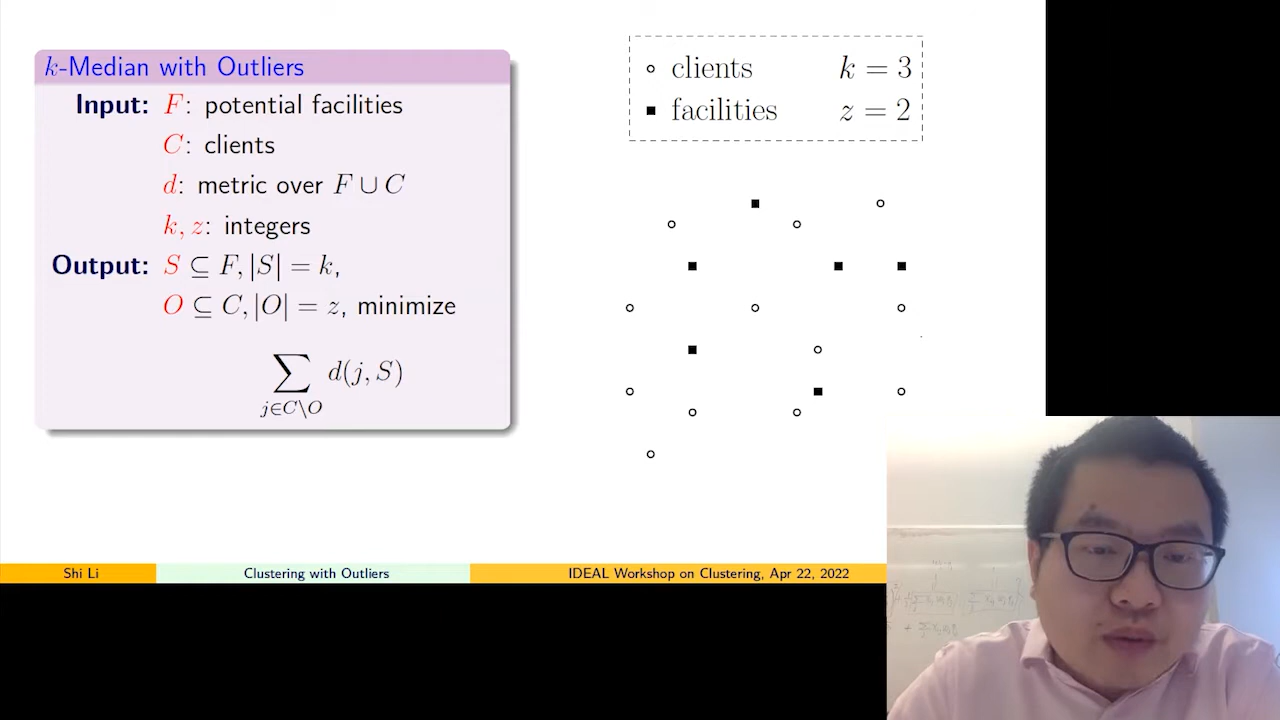 k-Median with Outliers
Input: F: potential facilities
C: clients
d: metric over F ∪ C
k, z: integers
Output: S ⊆ F, |S| = k,
O ⊆ C, |O| = z, minimize
∑ d(j, S)
j∈C\O
clients k = 3
facilities z = 2
Shi Li Clustering with Outliers IDEAL Workshop on Clustering, Apr 22, 2022